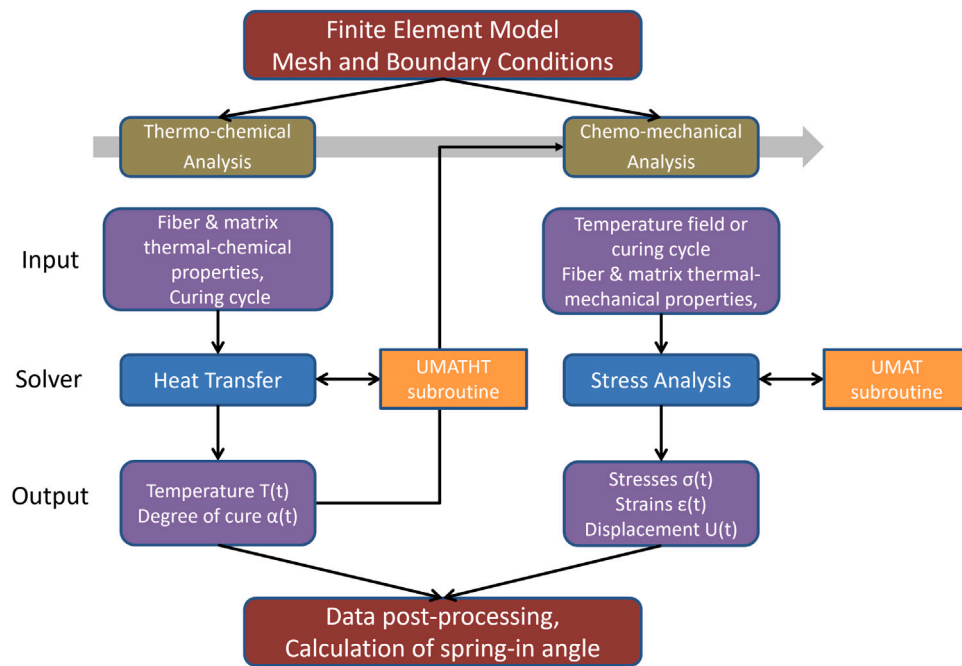 Finite Element Model
Mesh and Boundary Conditions
Thermo-chemical
Analysis
Chemo-mechanical
Analysis
Input
Fiber & matrix
thermal-chemical
properties,
Curing cycle
Temperature field or
curing cycle
Fiber & matrix thermal-
mechanical properties,
Solver
Heat Transfer
UMATHT
subroutine
Stress Analysis
UMAT
subroutine
Output
Temperature T(t)
Degree of cure α(t)
Stresses σ(t)
Strains ε(t)
Displacement U(t)
Data post-processing,
Calculation of spring-in angle